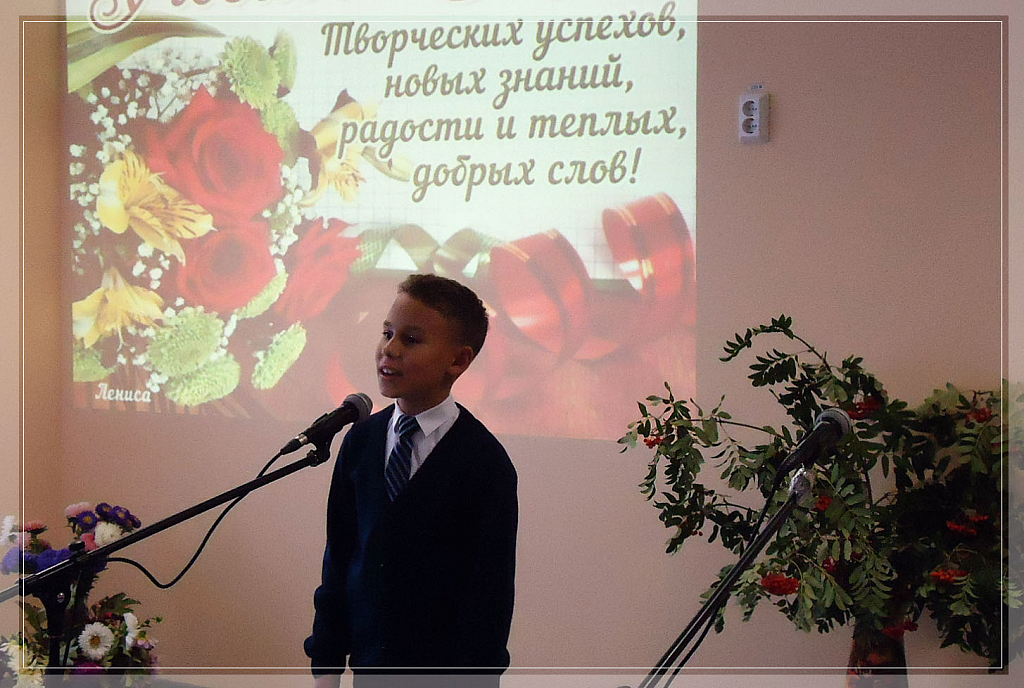 Творческих успехов,
новых знаний,
радости и теплых,
добрых слов!
Лениса